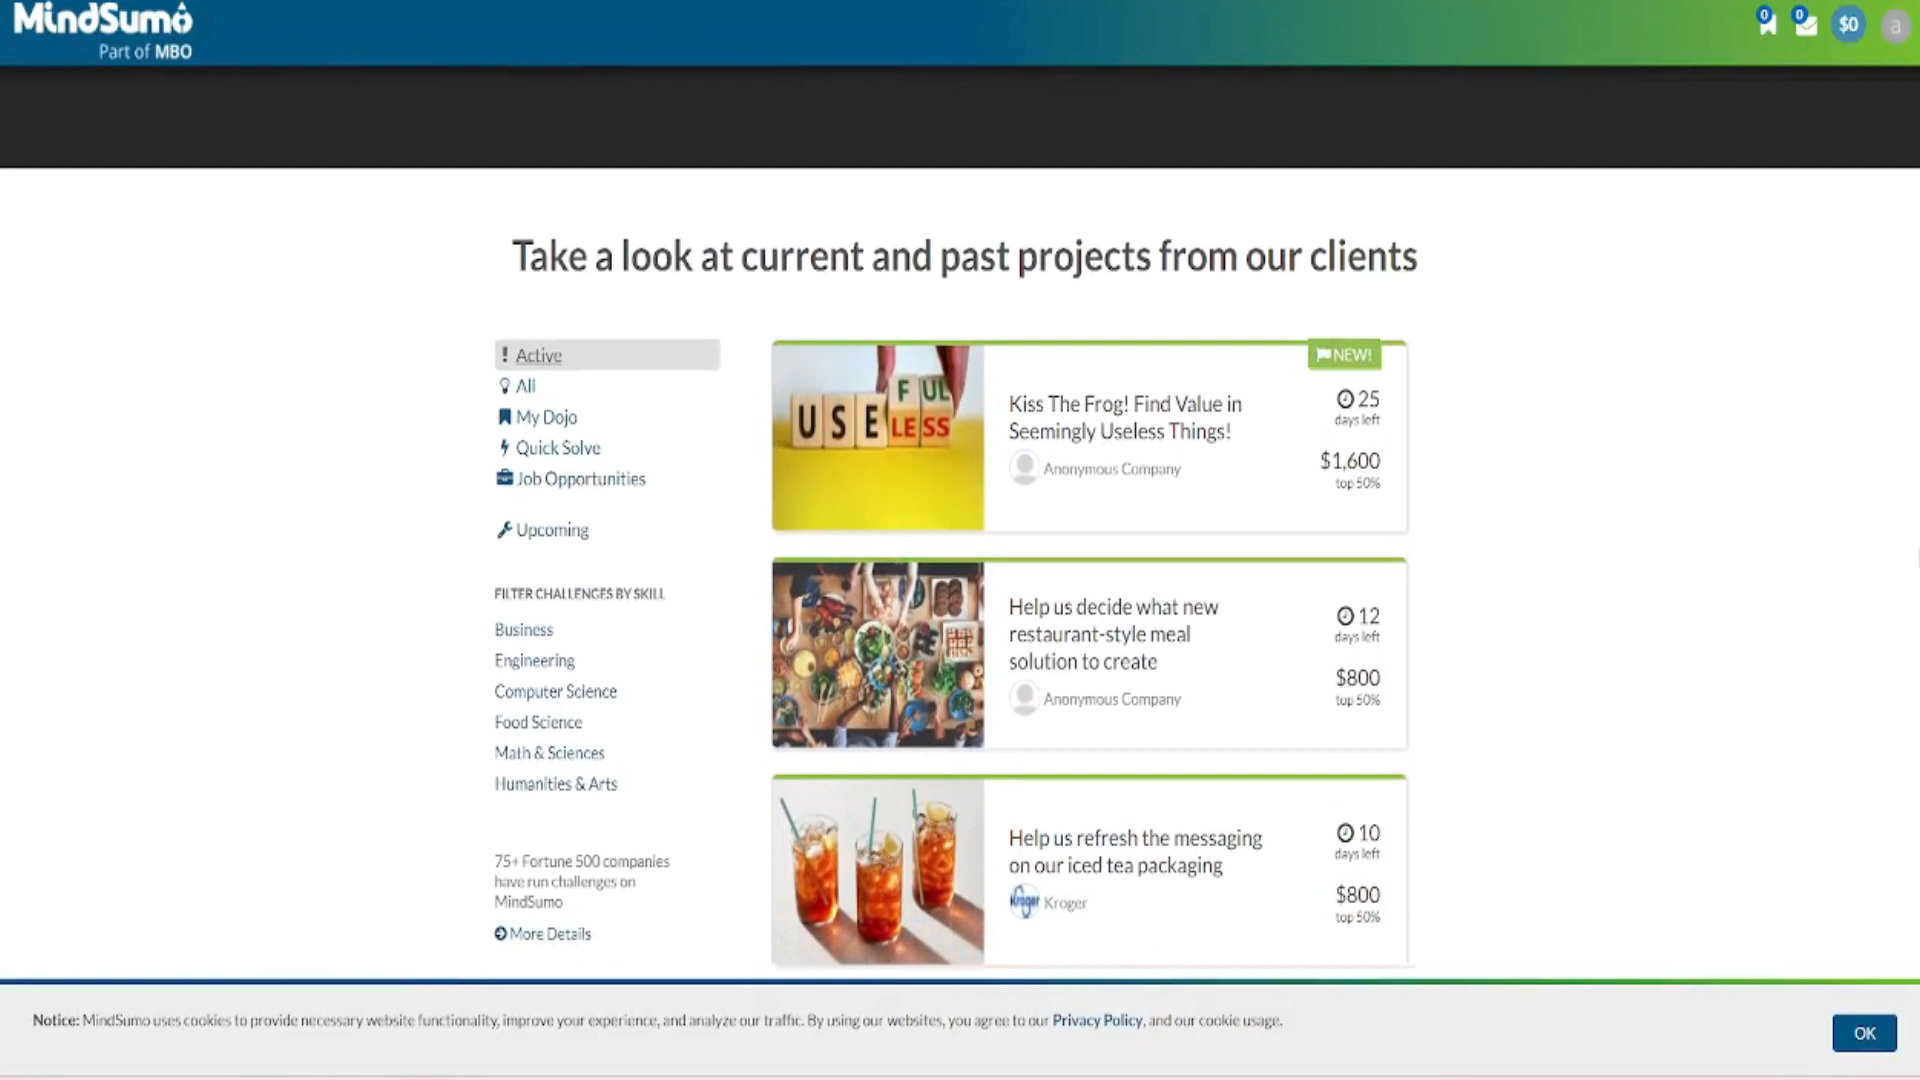 MindSumo
Part of MBO
0
0
$0
a
Take a look at current and past projects from our clients
Active
All
My Dojo
Quick Solve
Job Opportunities
Upcoming
FILTER CHALLENGES BY SKILL
Business
Engineering
Computer Science
Food Science
Math & Sciences
Humanities & Arts
75+ Fortune 500 companies
have run challenges on
MindSumo
More Details
USE FUL
LESS
NEW!
Kiss The Frog! Find Value in
Seemingly Useless Things!
Anonymous Company
25
days left
$1,600
top 50%
Help us decide what new
restaurant-style meal
solution to create
Anonymous Company
12
days left
$800
top 50%
Help us refresh the messaging
on our iced tea packaging
Kroger Kroger
10
days left
$800
top 50%
Notice: MindSumo uses cookies to provide necessary website functionality, improve your experience, and analyze our traffic. By using our websites, you agree to our Privacy Policy, and our cookie usage.
OK